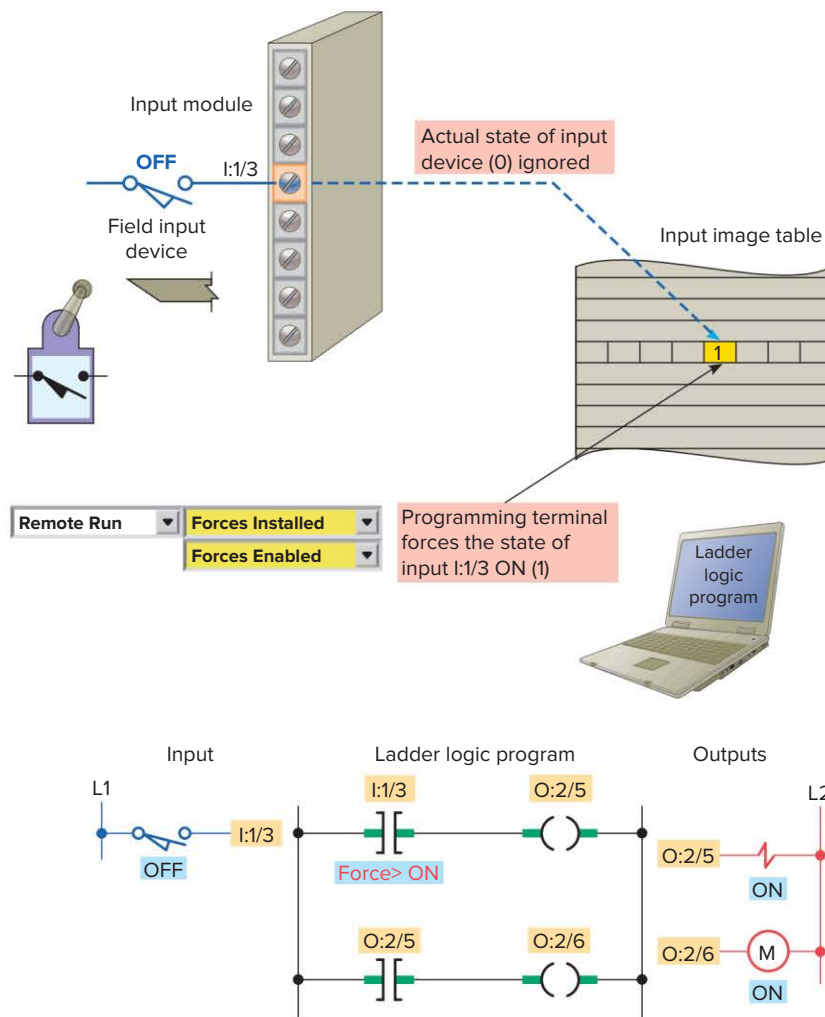 Input module
Actual state of input
device (0) ignored
OFF
I:1/3
Field input
device
Input image table
1
Remote Run
Forces Installed
Forces Enabled
Programming terminal
forces the state of
input I:1/3 ON (1)
Ladder
logic
program
Input
Ladder logic program
Outputs
L1
I:1/3
O:2/5
L2
I:1/3
OFF
Force> ON
O:2/5
ON
O:2/5
O:2/6
O:2/6
M
ON